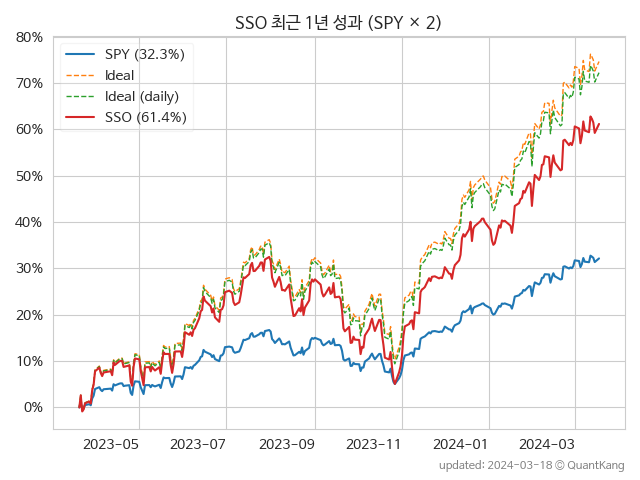 SSO 최근 1년 성과 (SPY × 2)
80%
70%
60%
50%
40%
30%
20%
10%
0%
SPY (32.3%)
Ideal
Ideal (daily)
SSO (61.4%)
2023-05 2023-07 2023-09 2023-11 2024-01 2024-03
updated: 2024-03-18 © QuantKang